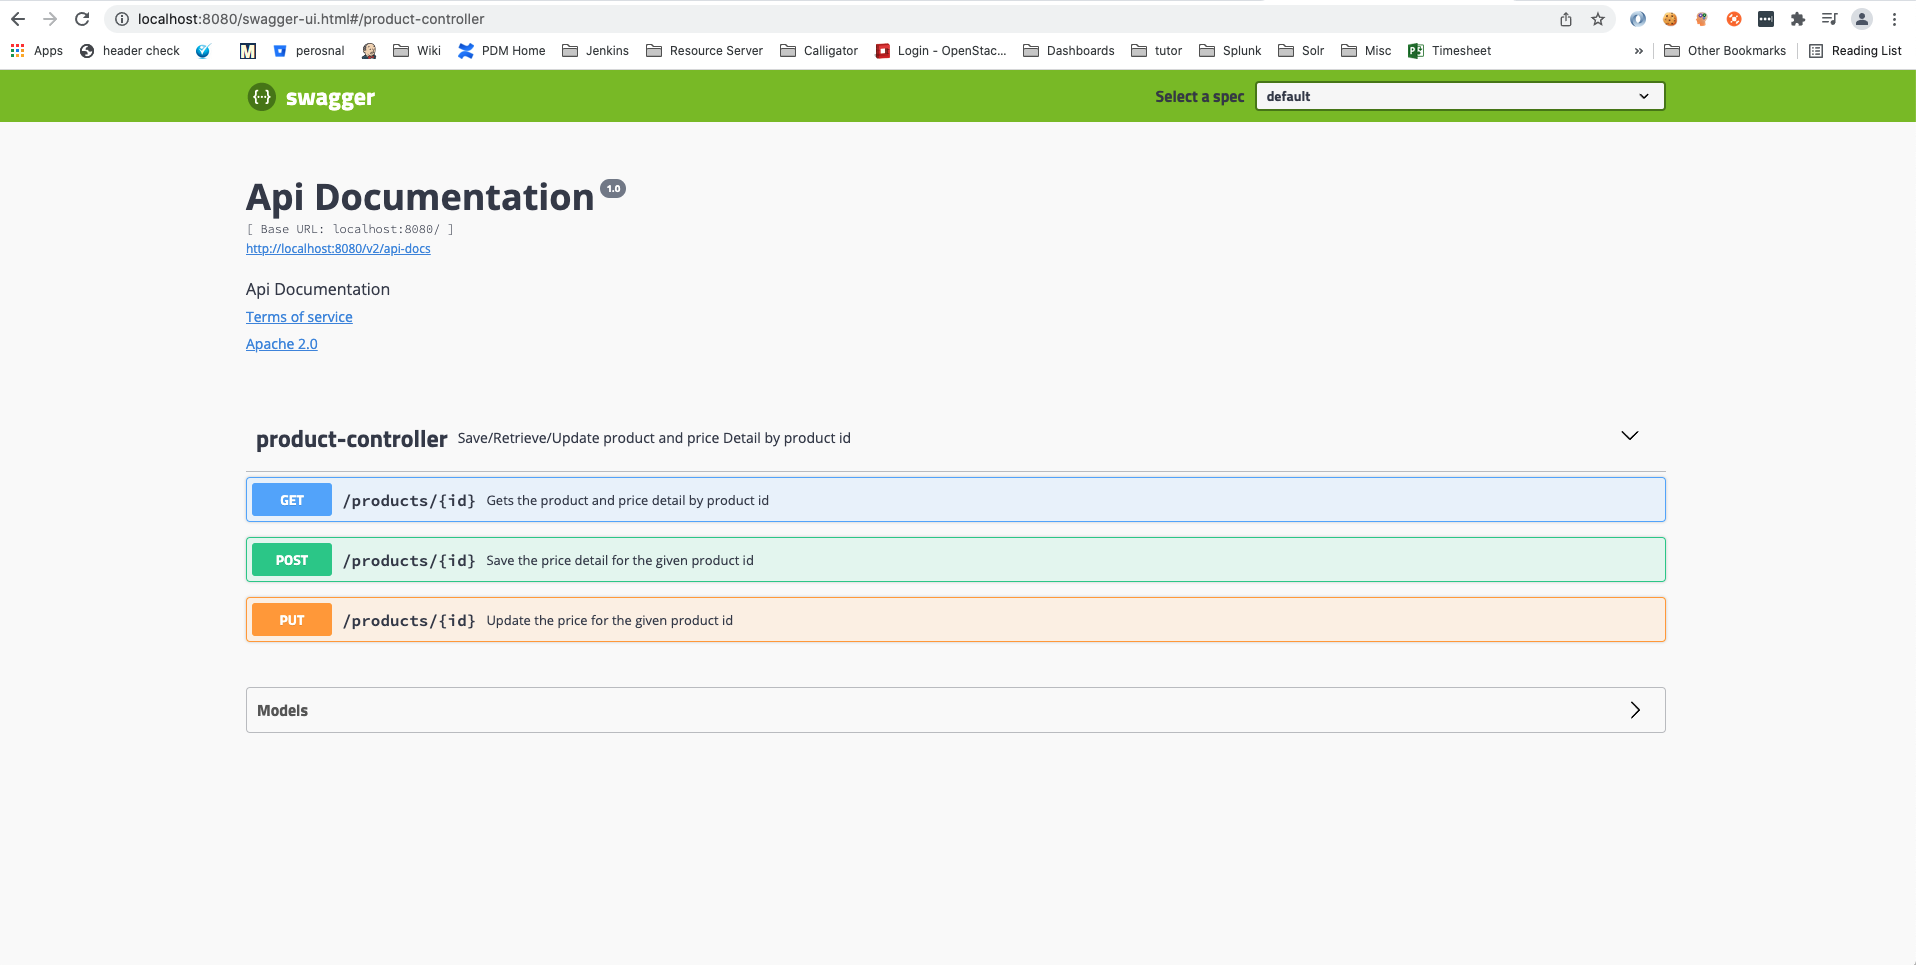 localhost:8080/swagger-ui.html#/product-controller
Apps header check M perosnal Wiki PDM Home Jenkins Resource Server Calligator Login - OpenStac... Dashboards tutor Splunk Solr Misc Timesheet » Other Bookmarks Reading List
{···} swagger Select a spec default
Api Documentation 1.0
[ Base URL: localhost:8080/ ]
http://localhost:8080/v2/api-docs
Api Documentation
Terms of service
Apache 2.0
product-controller Save/Retrieve/Update product and price Detail by product id
GET /products/{id} Gets the product and price detail by product id
POST /products/{id} Save the price detail for the given product id
PUT /products/{id} Update the price for the given product id
Models